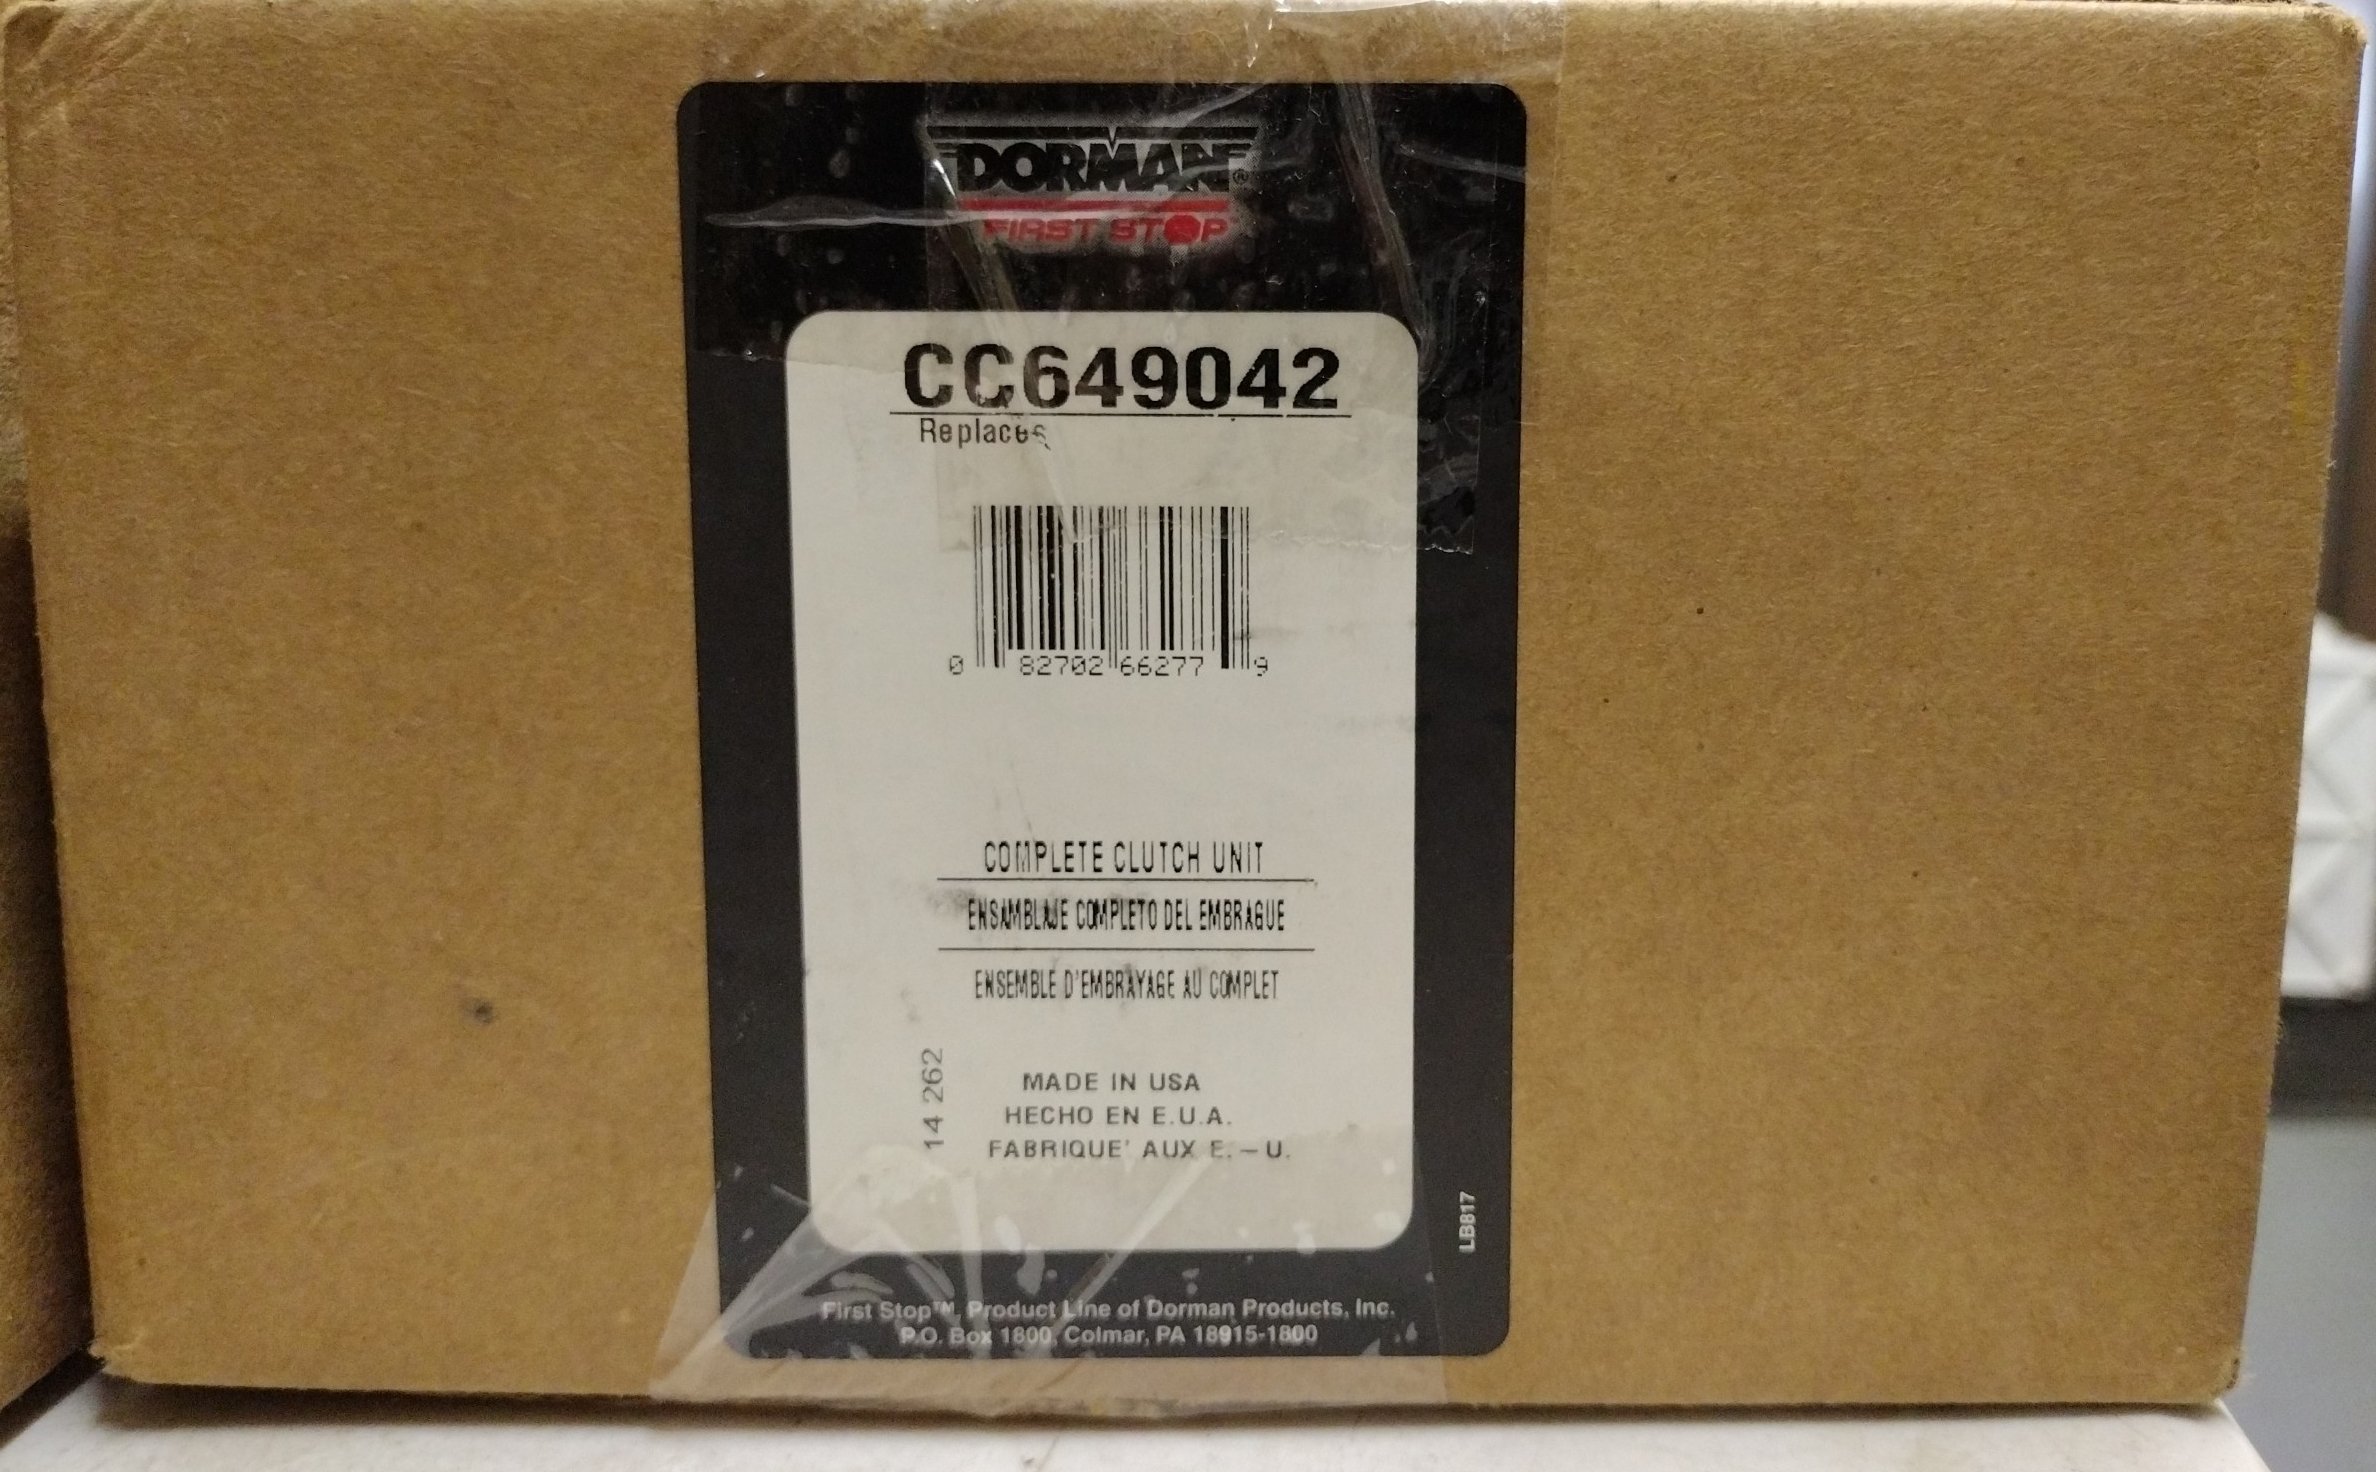 DORMAN®
FIRST STOP
CC649042
Replaces
0 82702 66277 9
COMPLETE CLUTCH UNIT
ENSAMBLAJE COMPLETO DEL EMBRAGUE
ENSEMBLE D'EMBRAYAGE AU COMPLET
14 262
MADE IN USA
HECHO EN E.U.A.
FABRIQUE' AUX E.-U.
LB817
First Stop™. Product Line of Dorman Products, Inc.
P.O. Box 1800, Colmar, PA 18915-1800